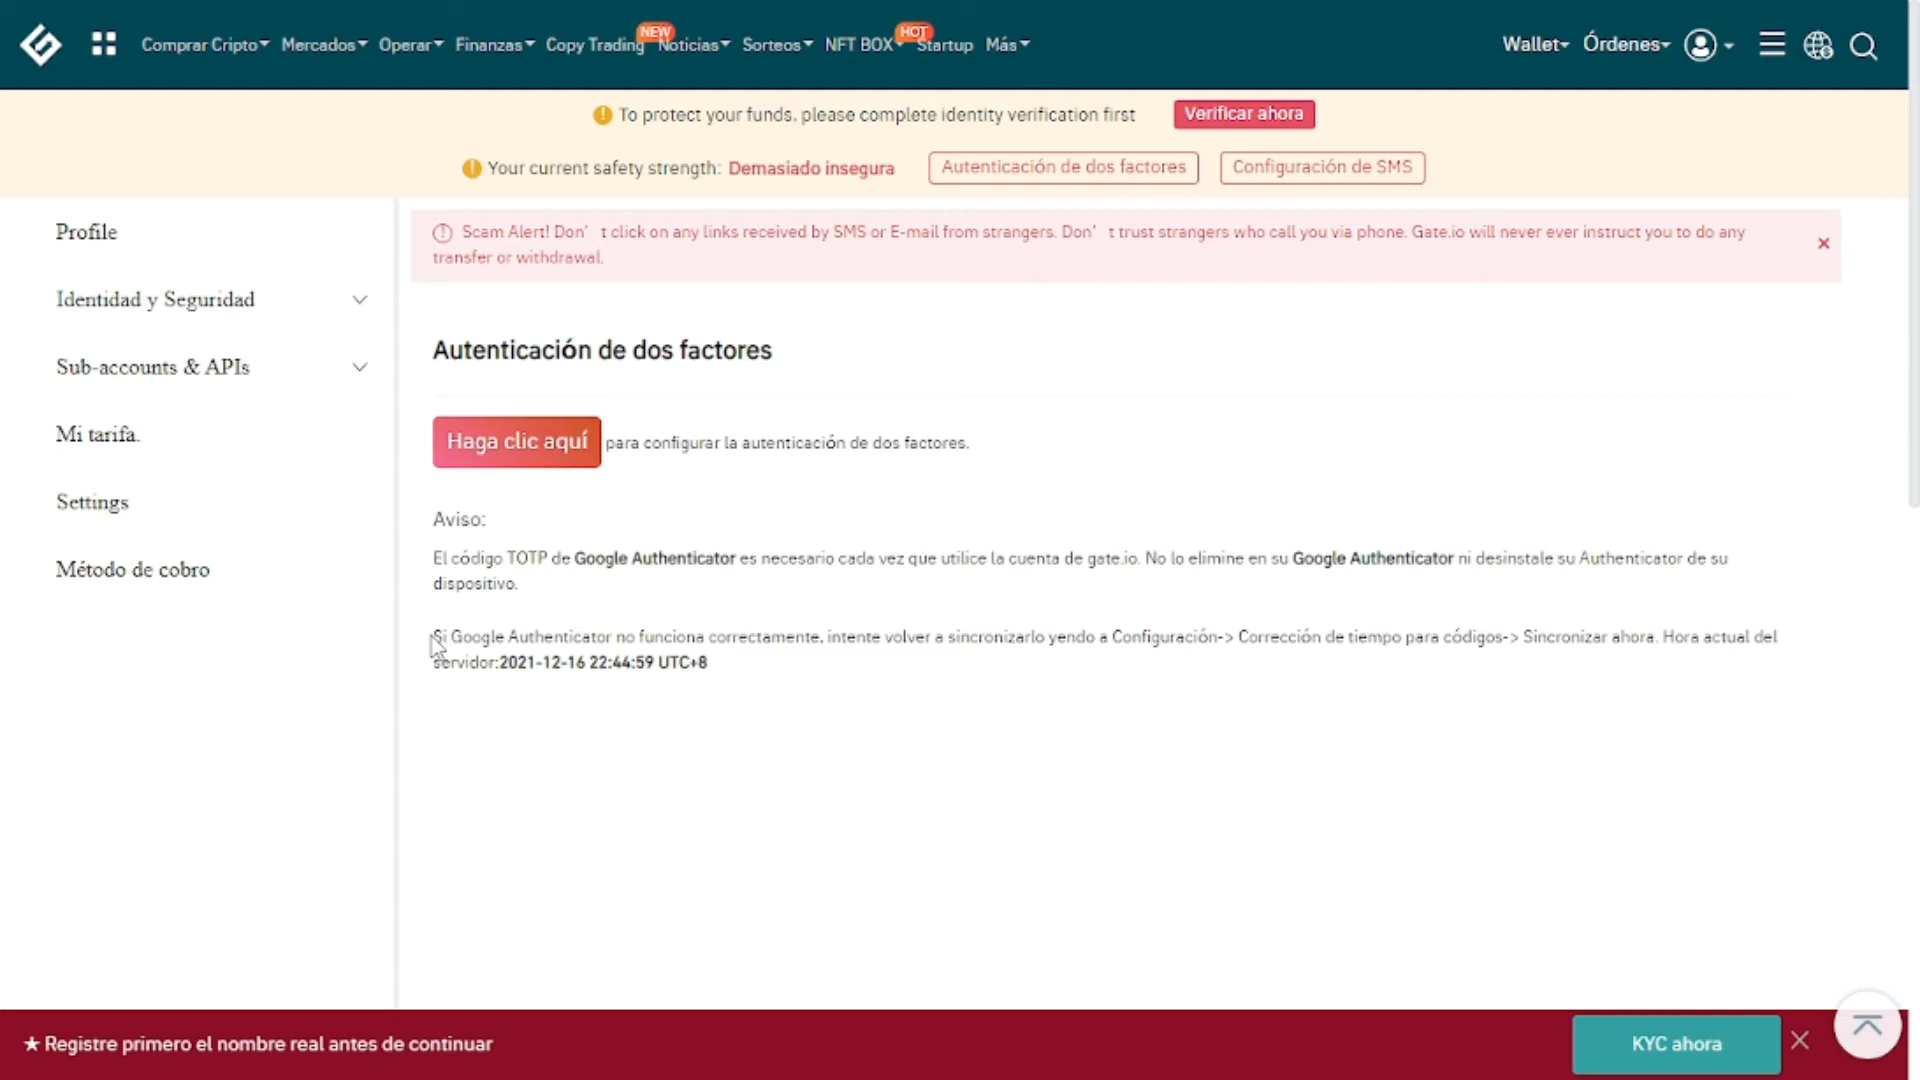 Comprar Cripto Mercados Operar Finanzas Copy Trading NEW Noticias Sorteos NFT BOX HOT Startup Más Wallet Órdenes
To protect your funds, please complete identity verification first Verificar ahora
Your current safety strength: Demasiado insegura Autenticación de dos factores Configuración de SMS
Profile
Identidad y Seguridad
Sub-accounts & APIs
Mi tarifa.
Settings
Método de cobro
Scam Alert! Don't click on any links received by SMS or E-mail from strangers. Don't trust strangers who call you via phone. Gate.io will never ever instruct you to do any
transfer or withdrawal.
Autenticación de dos factores
Haga clic aquí para configurar la autenticación de dos factores.
Aviso:
El código TOTP de Google Authenticator es necesario cada vez que utilice la cuenta de gate.io. No lo elimine en su Google Authenticator ni desinstale su Authenticator de su
dispositivo.
Si Google Authenticator no funciona correctamente, intente volver a sincronizarlo yendo a Configuración-> Corrección de tiempo para códigos-> Sincronizar ahora. Hora actual del
servidor:2021-12-16 22:44:59 UTC+8
★ Registre primero el nombre real antes de continuar KYC ahora